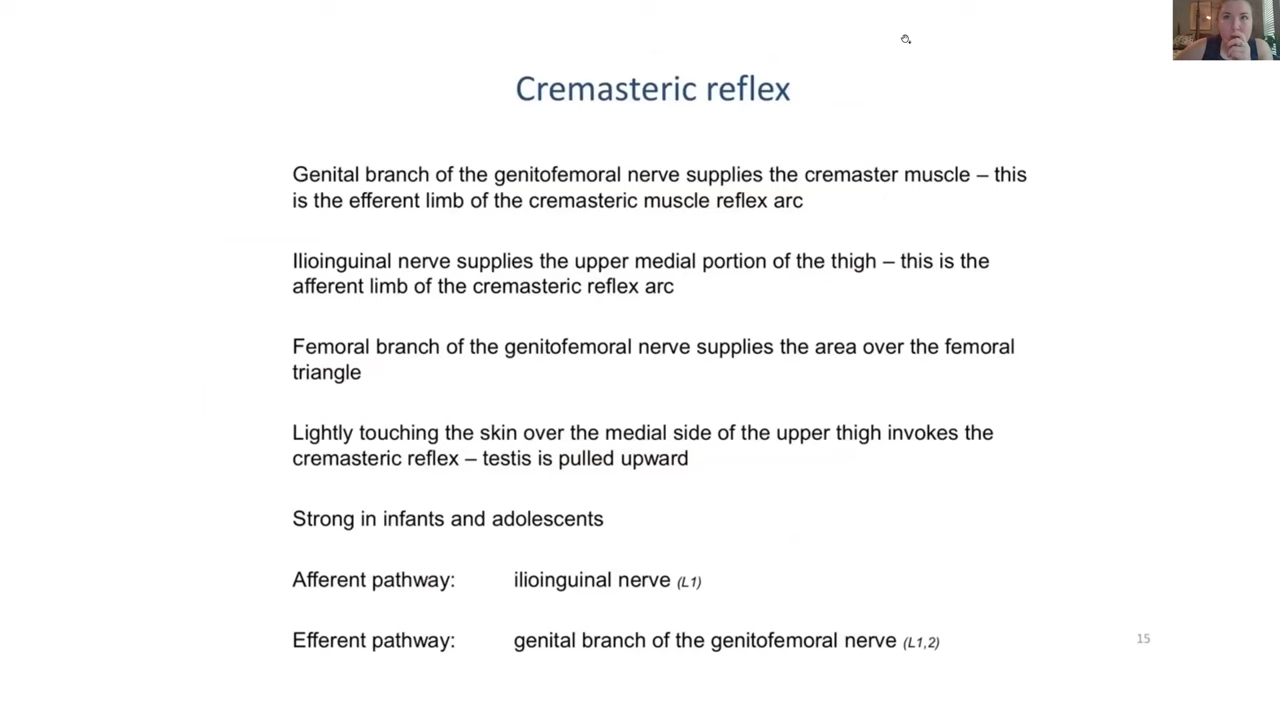 Cremasteric reflex
Genital branch of the genitofemoral nerve supplies the cremaster muscle – this
is the efferent limb of the cremasteric muscle reflex arc
Ilioinguinal nerve supplies the upper medial portion of the thigh – this is the
afferent limb of the cremasteric reflex arc
Femoral branch of the genitofemoral nerve supplies the area over the femoral
triangle
Lightly touching the skin over the medial side of the upper thigh invokes the
cremasteric reflex – testis is pulled upward
Strong in infants and adolescents
Afferent pathway: ilioinguinal nerve (L1)
Efferent pathway: genital branch of the genitofemoral nerve (L1,2)
15